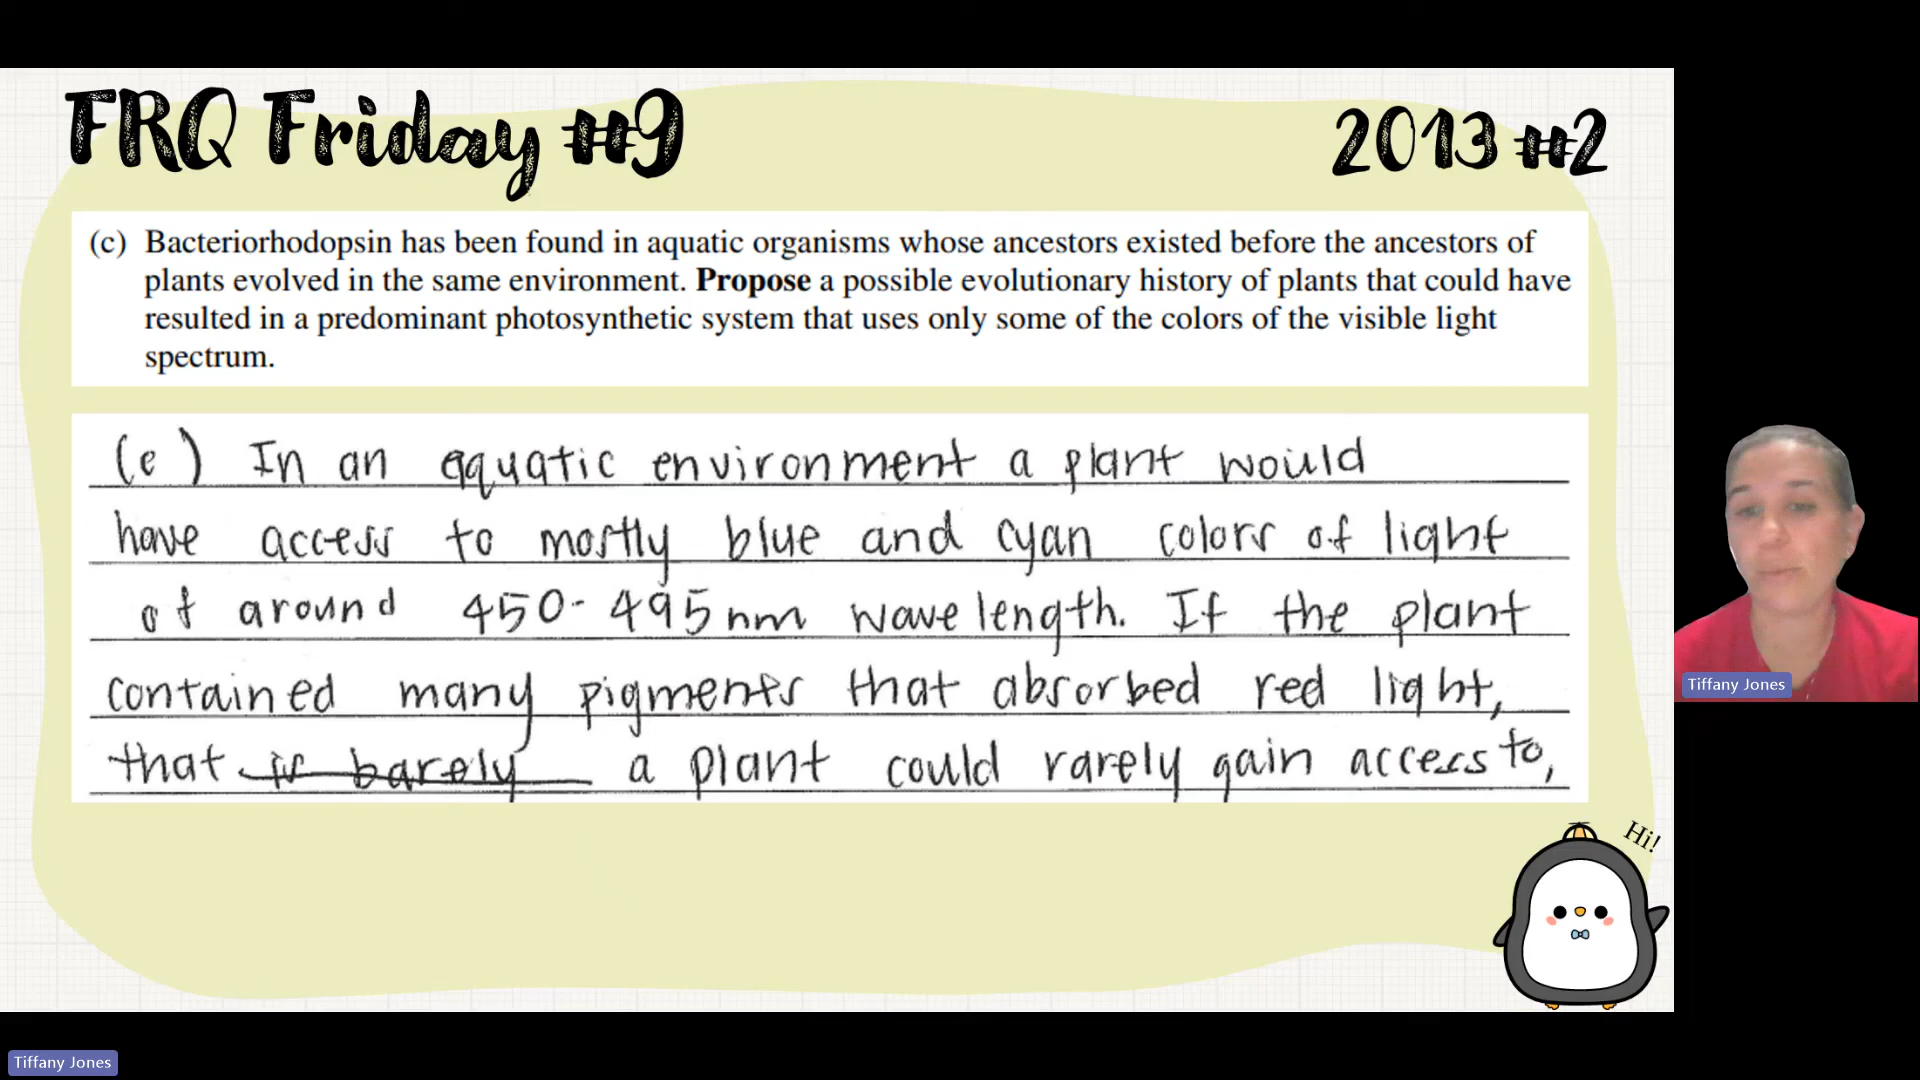 FRQ Friday #9
2013 #2
(c) Bacteriorhodopsin has been found in aquatic organisms whose ancestors existed before the ancestors of
plants evolved in the same environment. Propose a possible evolutionary history of plants that could have
resulted in a predominant photosynthetic system that uses only some of the colors of the visible light
spectrum.
(c) In an aquatic environment a plant would
have access to mostly blue and cyan colors of light
of around 450-495nm wavelength. If the plant
contained many pigments that absorbed red light,
that is barely a plant could rarely gain access to,
Hi!
Tiffany Jones
Tiffany Jones